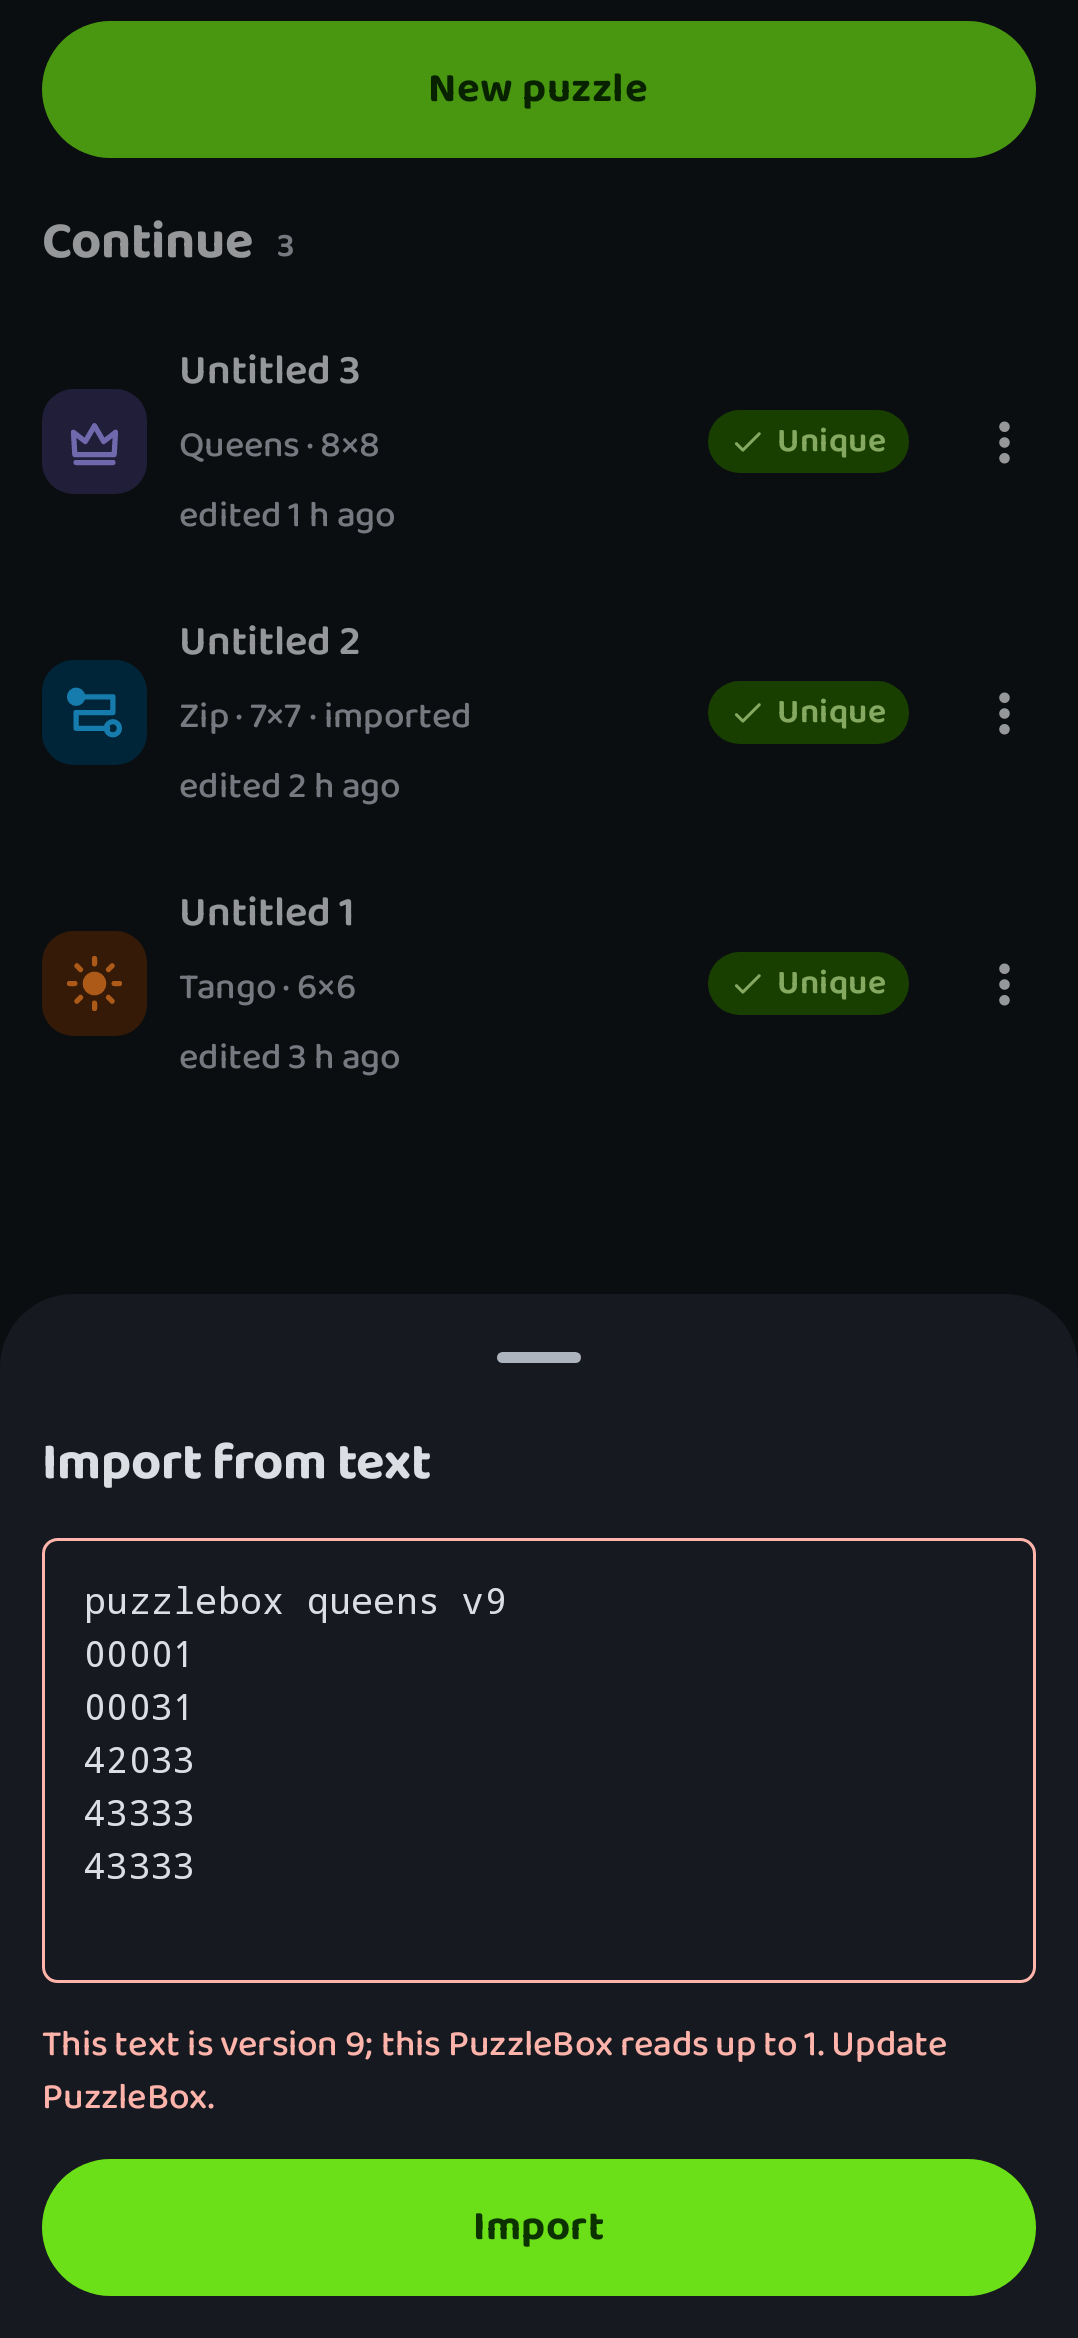 New puzzle
Continue 3
Untitled 3
Queens · 8×8
edited 1 h ago
Unique
Untitled 2
Zip · 7×7 · imported
edited 2 h ago
Unique
Untitled 1
Tango · 6×6
edited 3 h ago
Unique
Import from text
puzzlebox queens v9
00001
00031
42033
43333
43333
This text is version 9; this PuzzleBox reads up to 1. Update
PuzzleBox.
Import